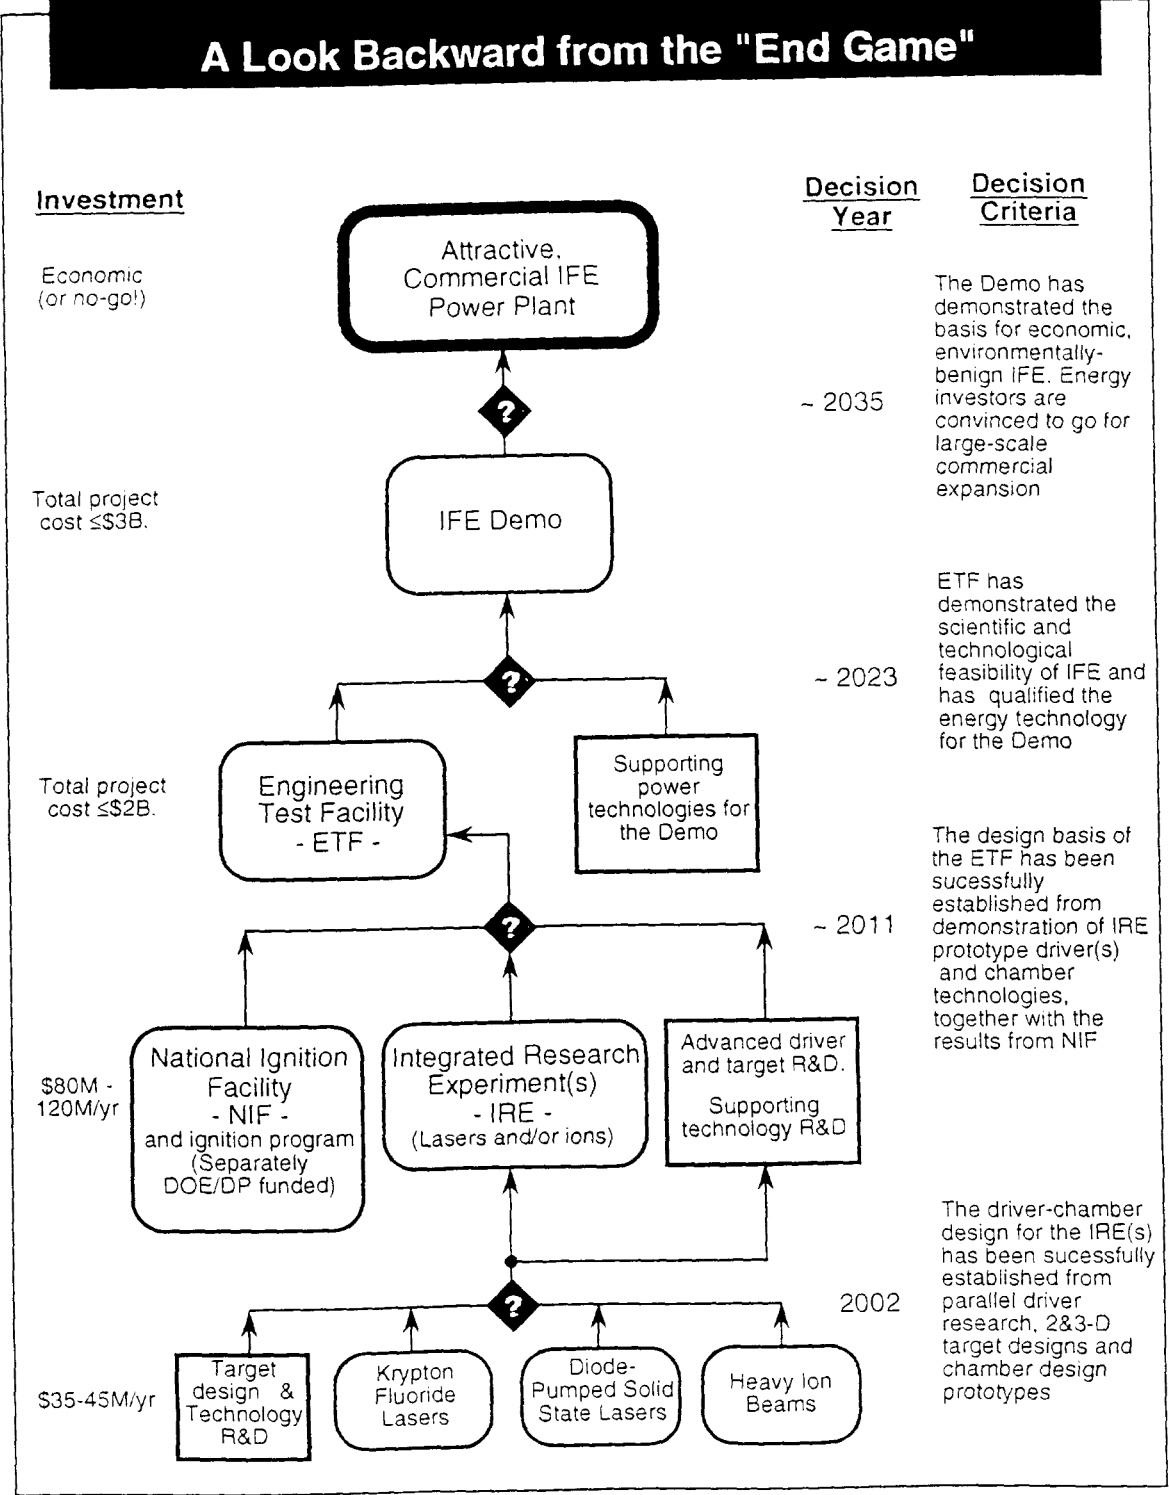 A Look Backward from the "End Game"
Investment
Decision
Year
Decision
Criteria
Economic
(or no-go!)
Attractive,
Commercial IFE
Power Plant
The Demo has
demonstrated the
basis for economic,
environmentally-
benign IFE. Energy
investors are
convinced to go for
large-scale
commercial
expansion
?
~ 2035
Total project
cost ≤$3B.
IFE Demo
ETF has
demonstrated the
scientific and
technological
feasibility of IFE and
has qualified the
energy technology
for the Demo
?
~ 2023
Total project
cost ≤$2B.
Engineering
Test Facility
- ETF -
Supporting
power
technologies for
the Demo
The design basis of
the ETF has been
sucessfully
established from
demonstration of IRE
prototype driver(s)
and chamber
technologies,
together with the
results from NIF
?
~ 2011
$80M -
120M/yr
National Ignition
Facility
- NIF -
and ignition program
(Separately
DOE/DP funded)
Integrated Research
Experiment(s)
- IRE -
(Lasers and/or ions)
Advanced driver
and target R&D.
Supporting
technology R&D
The driver-chamber
design for the IRE(s)
has been sucessfully
established from
parallel driver
research, 2&3-D
target designs and
chamber design
prototypes
?
2002
$35-45M/yr
Target
design &
Technology
R&D
Krypton
Fluoride
Lasers
Diode-
Pumped Solid
State Lasers
Heavy Ion
Beams